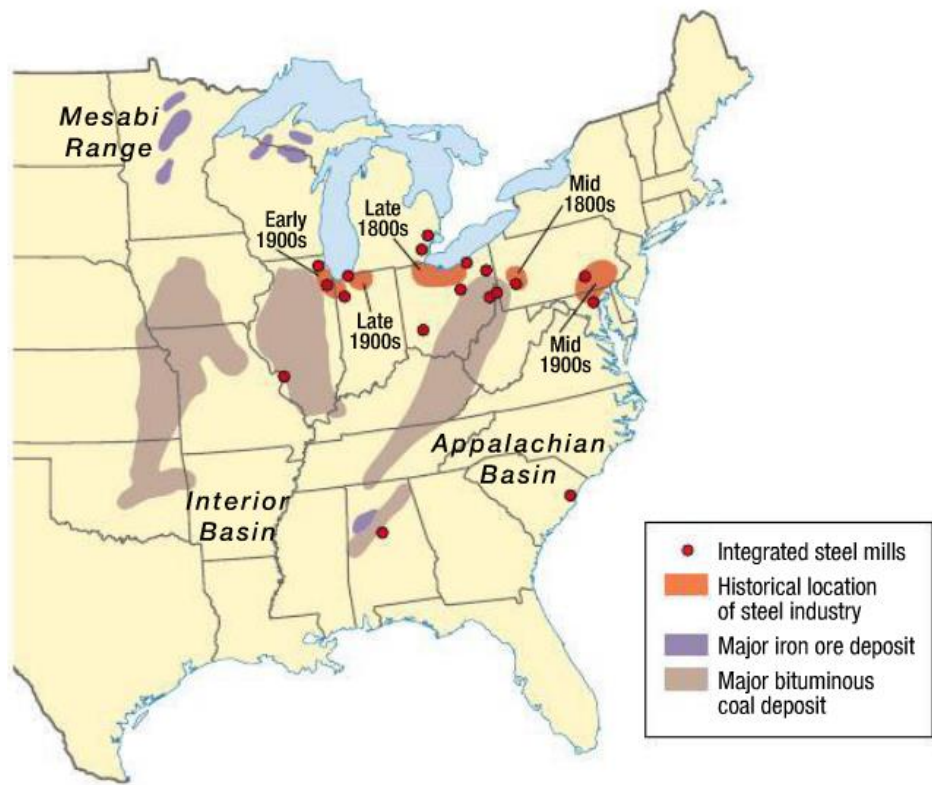 Mesabi
Range
Early
1900s
Late
1800s
Mid
1800s
Late
1900s
Mid
1900s
Appalachian
Basin
Interior
Basin
Integrated steel mills
Historical location
of steel industry
Major iron ore deposit
Major bituminous
coal deposit